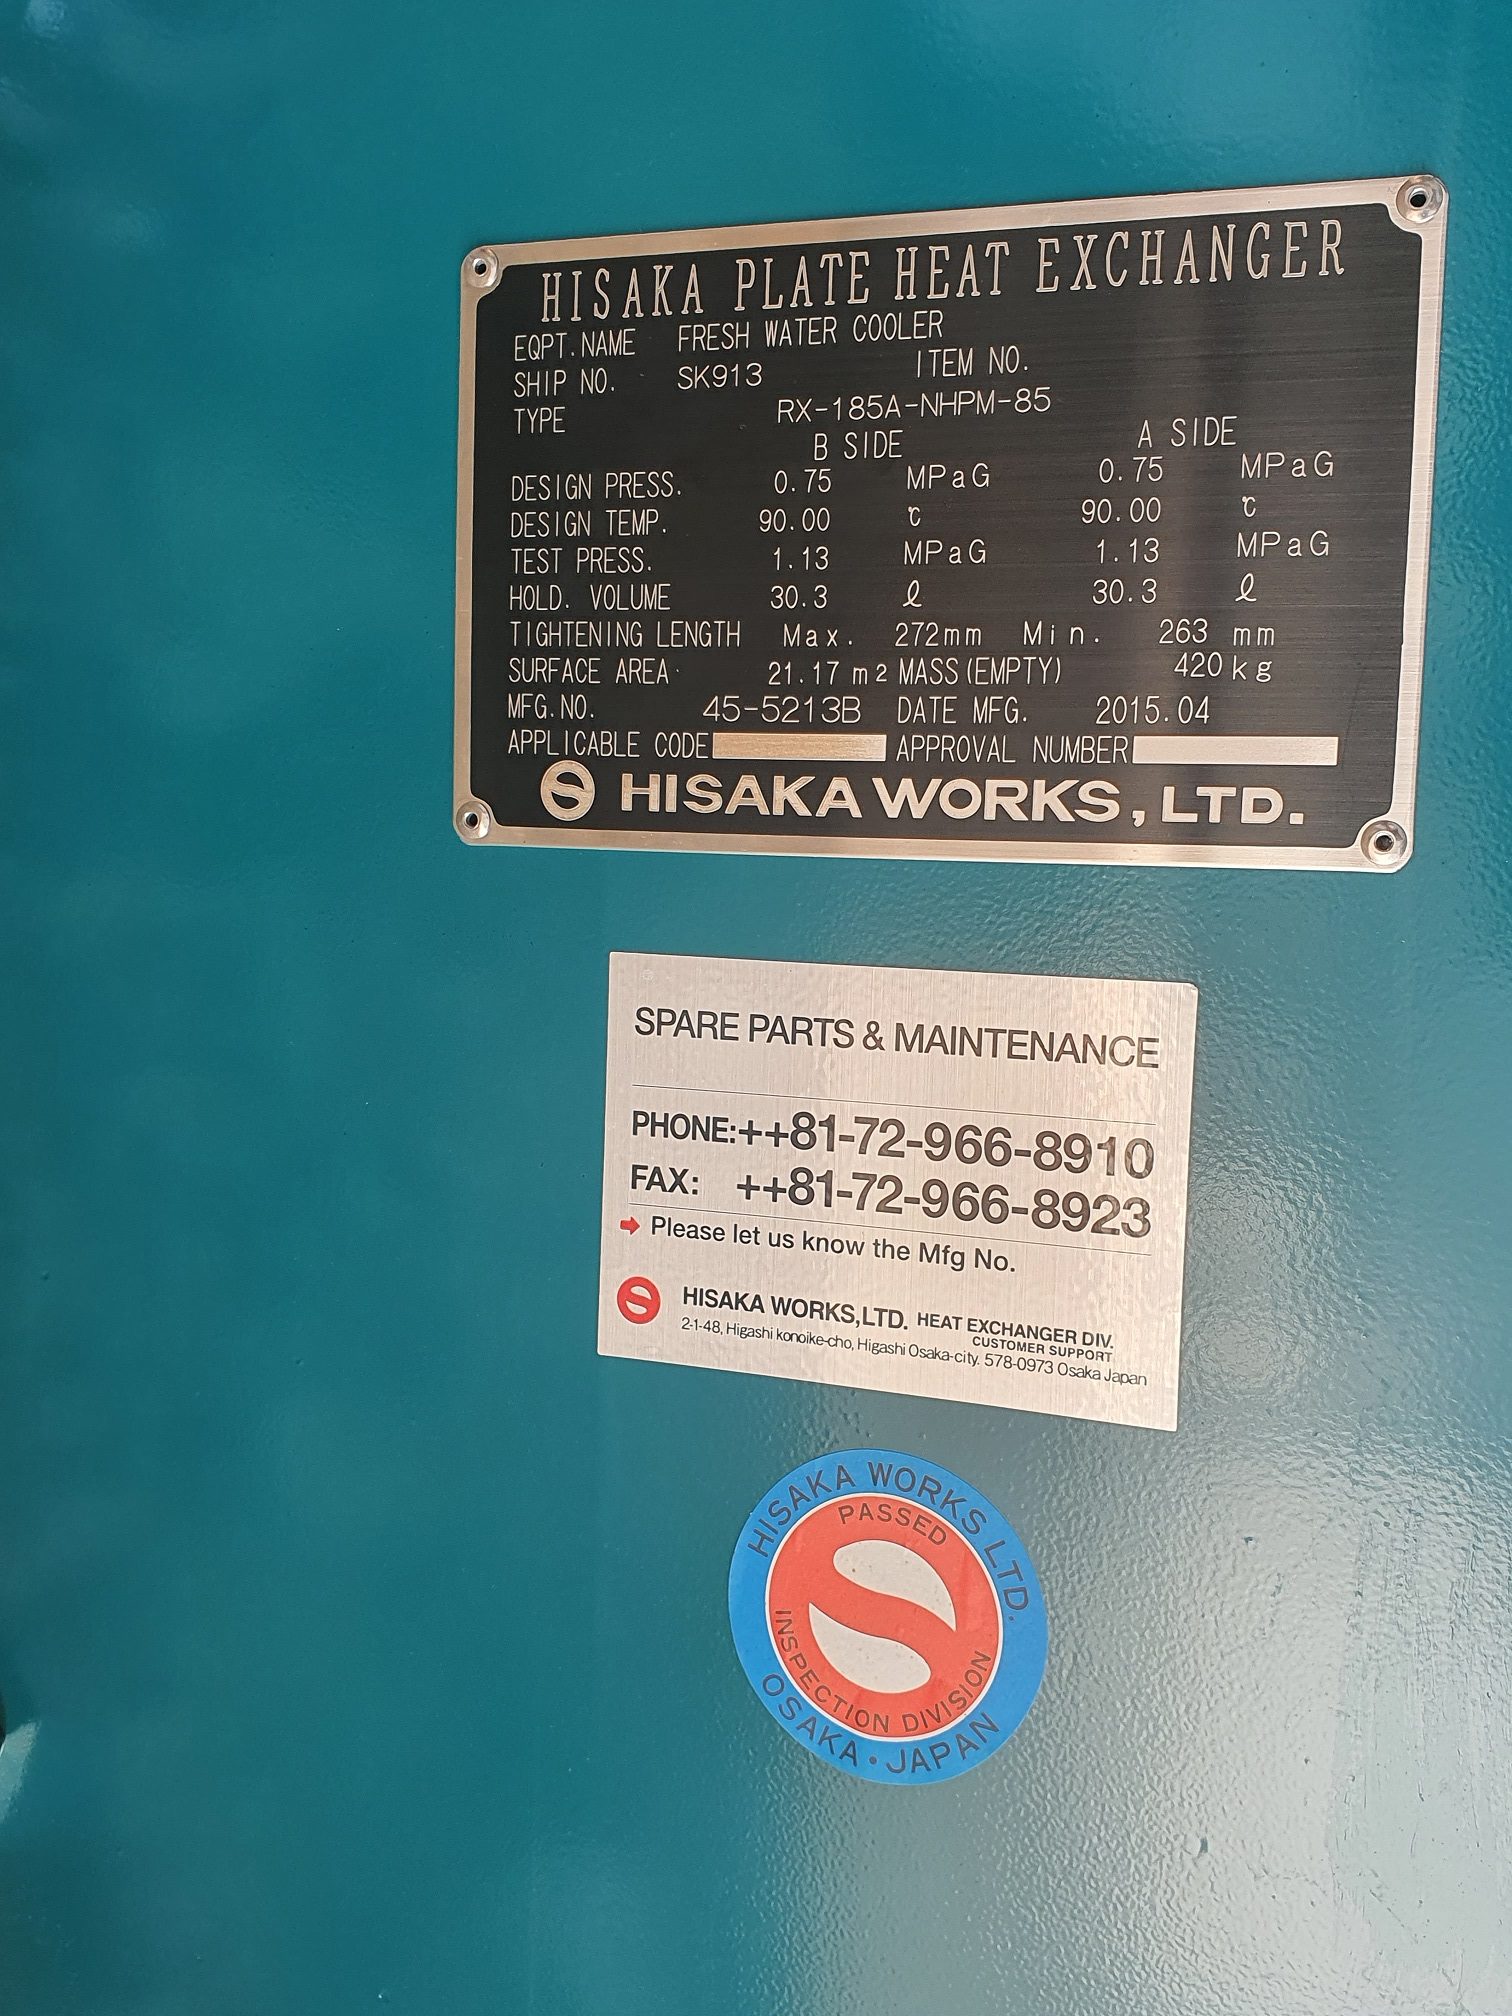 HISAKA PLATE HEAT EXCHANGER
EQPT.NAME FRESH WATER COOLER
SHIP NO. SK913 ITEM NO.
TYPE RX-185A-NHPM-85
B SIDE A SIDE
DESIGN PRESS. 0.75 MPaG 0.75 MPaG
DESIGN TEMP. 90.00 ℃ 90.00 ℃
TEST PRESS. 1.13 MPaG 1.13 MPaG
HOLD. VOLUME 30.3 ℓ 30.3 ℓ
TIGHTENING LENGTH Max. 272mm Min. 263 mm
SURFACE AREA 21.17 m2 MASS(EMPTY) 420kg
MFG.NO. 45-5213B DATE MFG. 2015.04
APPLICABLE CODE APPROVAL NUMBER
HISAKA WORKS, LTD.
SPARE PARTS & MAINTENANCE
PHONE:++81-72-966-8910
FAX: ++81-72-966-8923
Please let us know the Mfg No.
HISAKA WORKS,LTD. HEAT EXCHANGER DIV.
CUSTOMER SUPPORT
2-1-48, Higashi konoike-cho, Higashi Osaka-city. 578-0973 Osaka Japan
HISAKA WORKS LTD.
PASSED
INSPECTION DIVISION
OSAKA・JAPAN